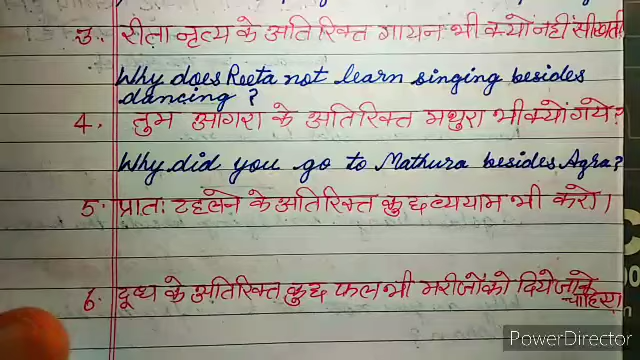 3. रीता नृत्य के अतिरिक्त गायन भी क्यों नहीं सीखती
Why does Reeta not learn singing besides
dancing ?
4. तुम आगरा के अतिरिक्त मथुरा भी क्यों गये ?
Why did you go to Mathura besides Agra?
5. प्रातः टहलने के अतिरिक्त कुछ व्ययाम भी करो ।
6. दूध के अतिरिक्त कुछ फल भी मरीजों को दिये जाने
चाहिए।
PowerDirector